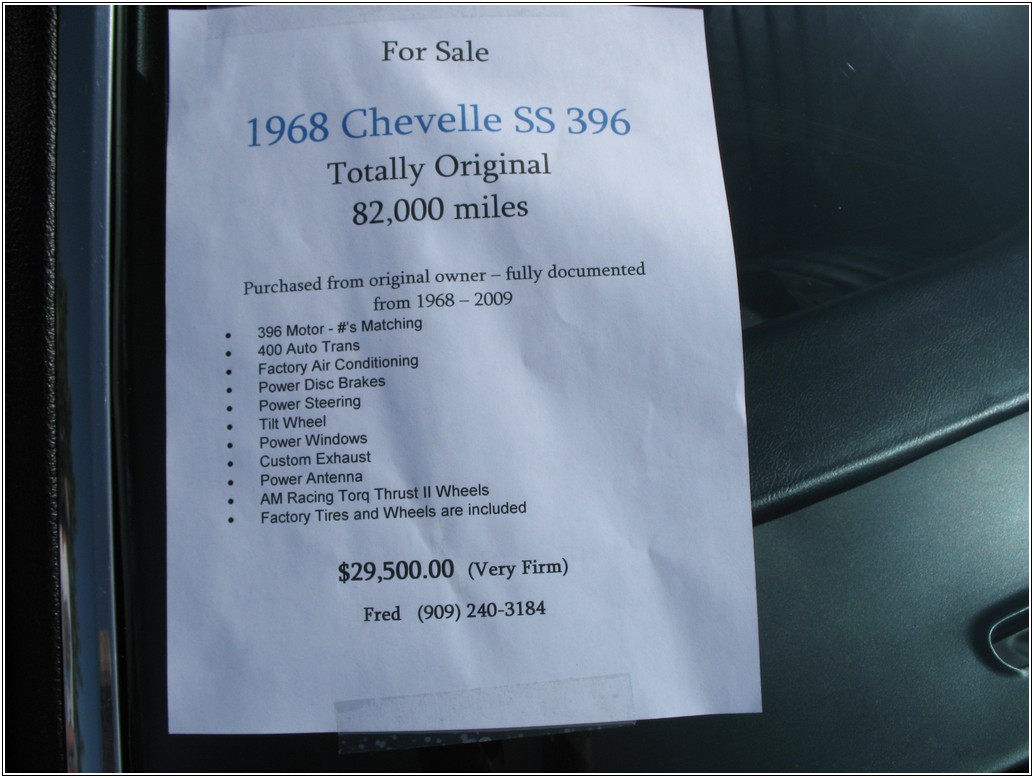 For Sale
1968 Chevelle SS 396
Totally Original
82,000 miles
Purchased from original owner – fully documented
from 1968 – 2009
• 396 Motor - #'s Matching
• 400 Auto Trans
• Factory Air Conditioning
• Power Disc Brakes
• Power Steering
• Tilt Wheel
• Power Windows
• Custom Exhaust
• Power Antenna
• AM Racing Torq Thrust II Wheels
• Factory Tires and Wheels are included
$29,500.00 (Very Firm)
Fred (909) 240-3184